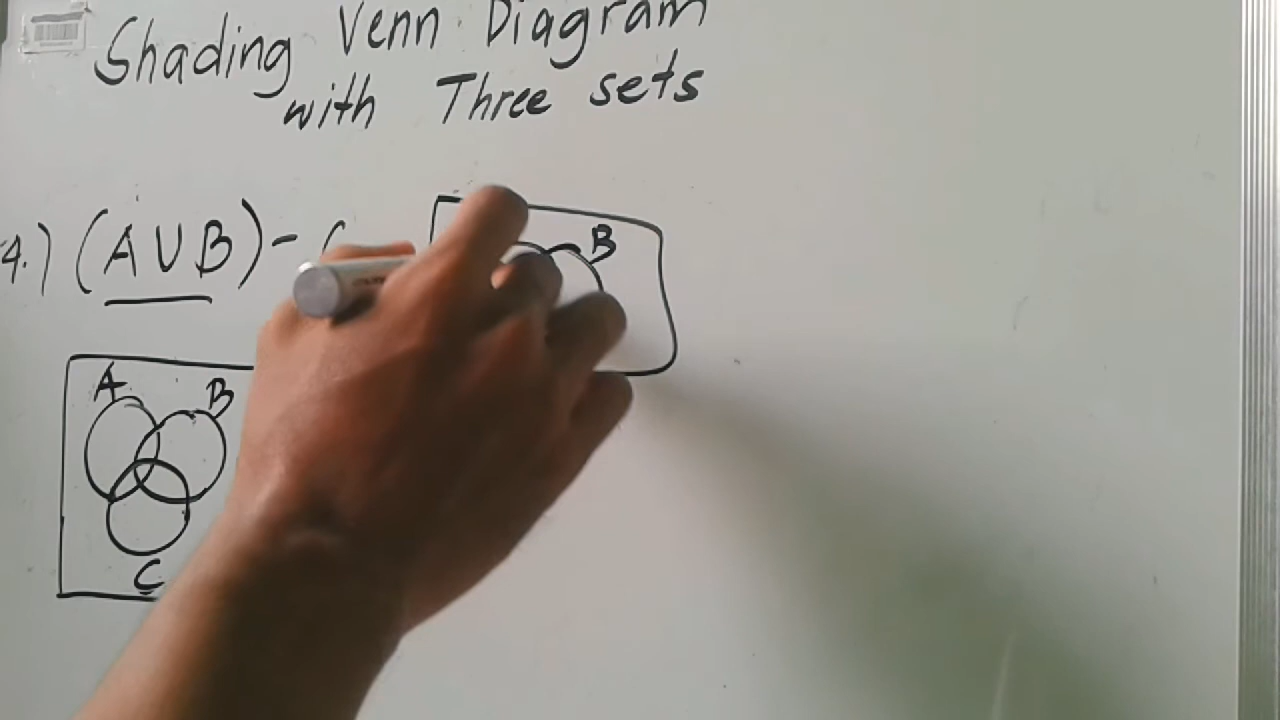 Shading Venn Diagram
with Three sets
4.) (A U B) -
B
A
B
C